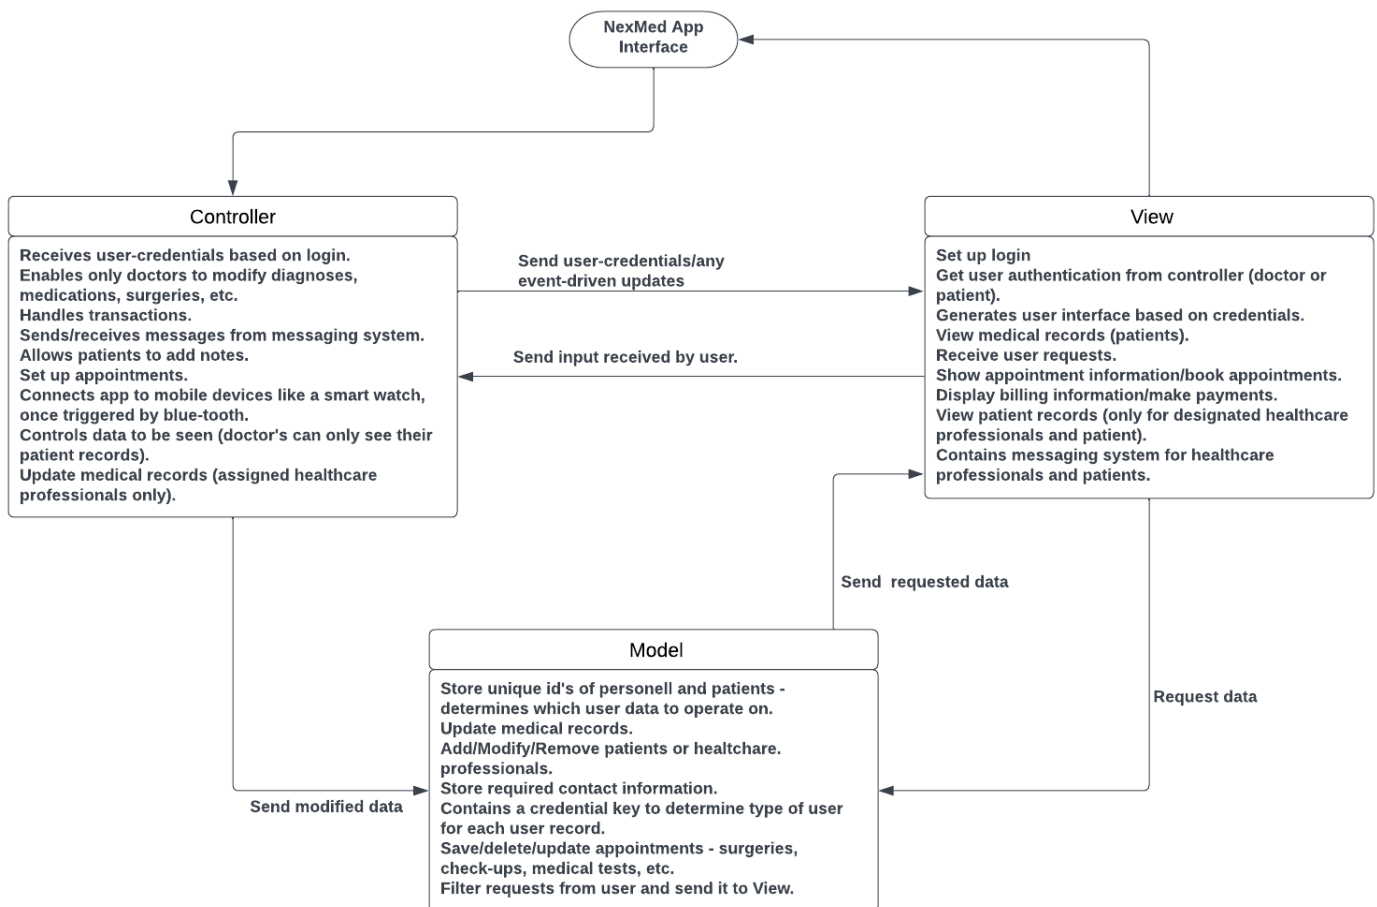 NexMed App
Interface
Controller
Receives user-credentials based on login.
Enables only doctors to modify diagnoses,
medications, surgeries, etc.
Handles transactions.
Sends/receives messages from messaging system.
Allows patients to add notes.
Set up appointments.
Connects app to mobile devices like a smart watch,
once triggered by blue-tooth.
Controls data to be seen (doctor's can only see their
patient records).
Update medical records (assigned healthcare
professionals only).
Send user-credentials/any
event-driven updates
Send input received by user.
View
Set up login
Get user authentication from controller (doctor or
patient).
Generates user interface based on credentials.
View medical records (patients).
Receive user requests.
Show appointment information/book appointments.
Display billing information/make payments.
View patient records (only for designated healthcare
professionals and patient).
Contains messaging system for healthcare
professionals and patients.
Send  requested data
Request data
Send modified data
Model
Store unique id's of personell and patients -
determines which user data to operate on.
Update medical records.
Add/Modify/Remove patients or healtchare.
professionals.
Store required contact information.
Contains a credential key to determine type of user
for each user record.
Save/delete/update appointments - surgeries,
check-ups, medical tests, etc.
Filter requests from user and send it to View.